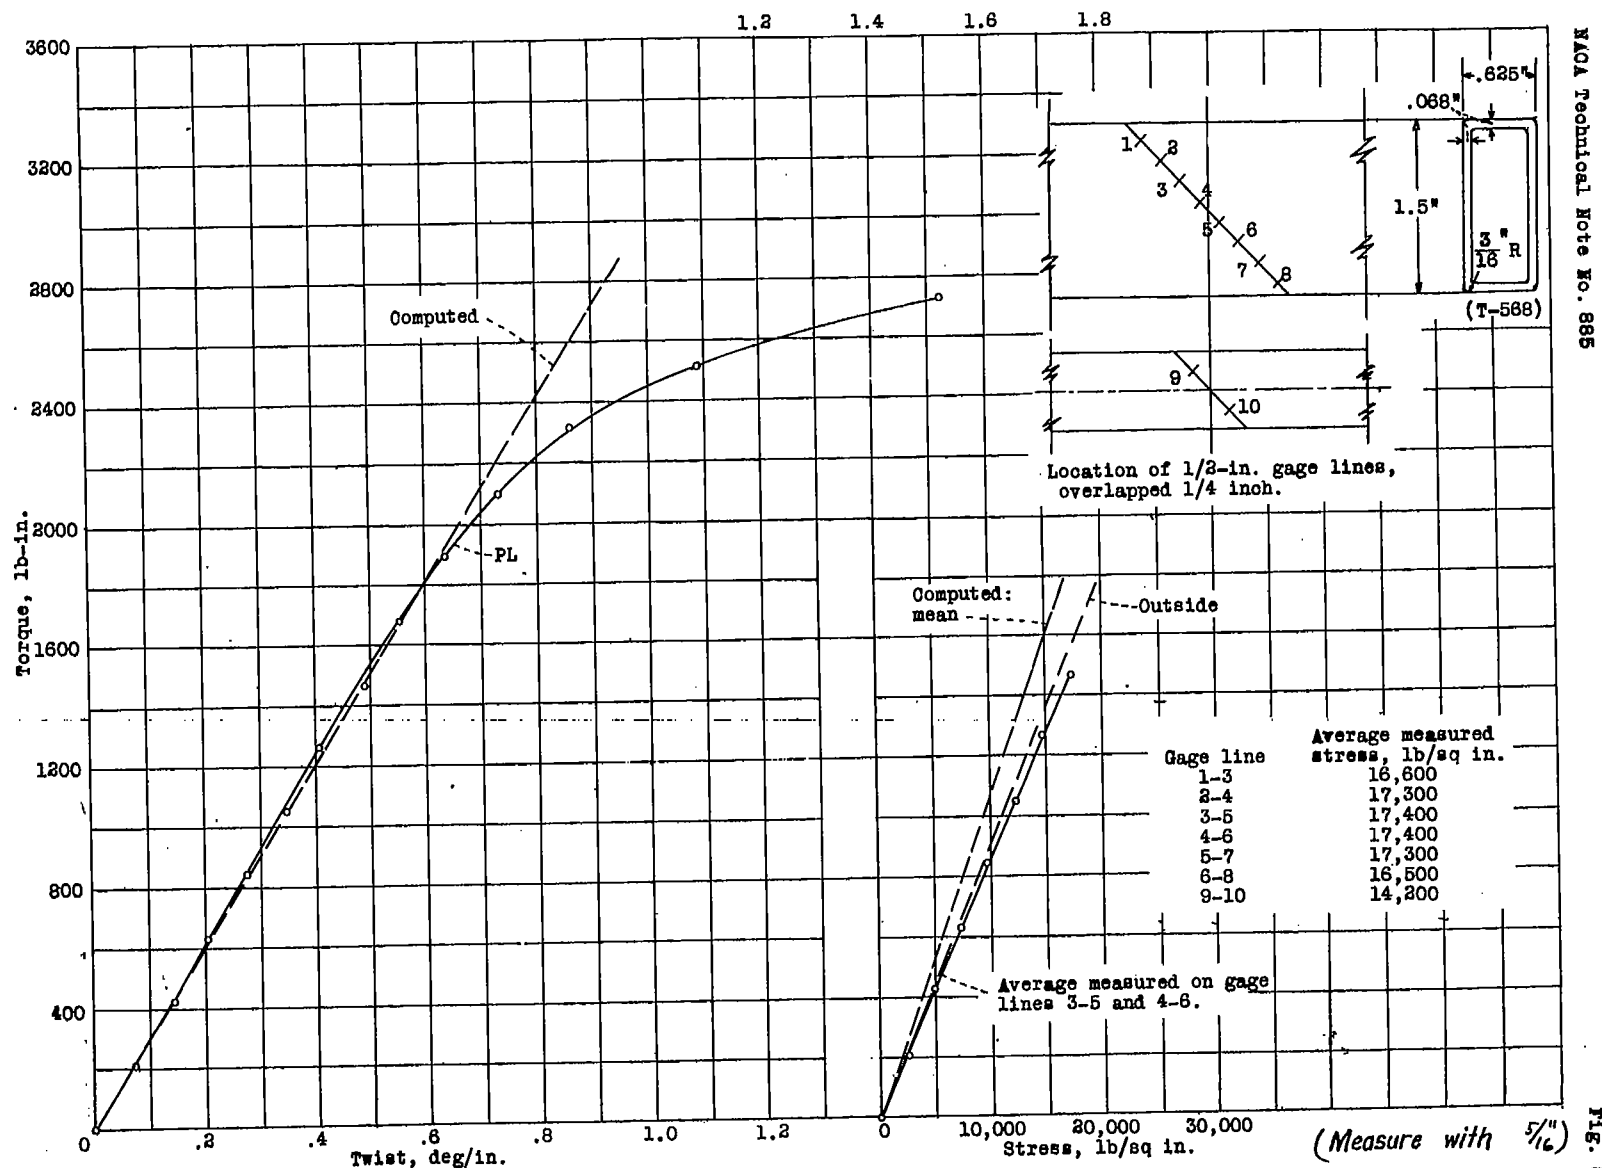 1.2 1.4 1.6 1.8
NACA Technical Note No. 885
3600
3200
2800
2400
2000
1600
1200
800
400
0
Torque, lb-in.
Computed
PL
.2 .4 .6 .8 1.0 1.2
Twist, deg/in.
1 2 3 4 5 6 7 8
9 10
.625"
.068"
1.5"
3/16" R
(T-568)
Location of 1/2-in. gage lines,
overlapped 1/4 inch.
Computed:
mean
Outside
Gage line Average measured
stress, lb/sq in.
1-3 16,600
2-4 17,300
3-5 17,400
4-6 17,400
5-7 17,300
6-8 16,500
9-10 14,200
Average measured on gage
lines 3-5 and 4-6.
0 10,000 20,000 30,000
Stress, lb/sq in.
(Measure with 5/16")
Fig.